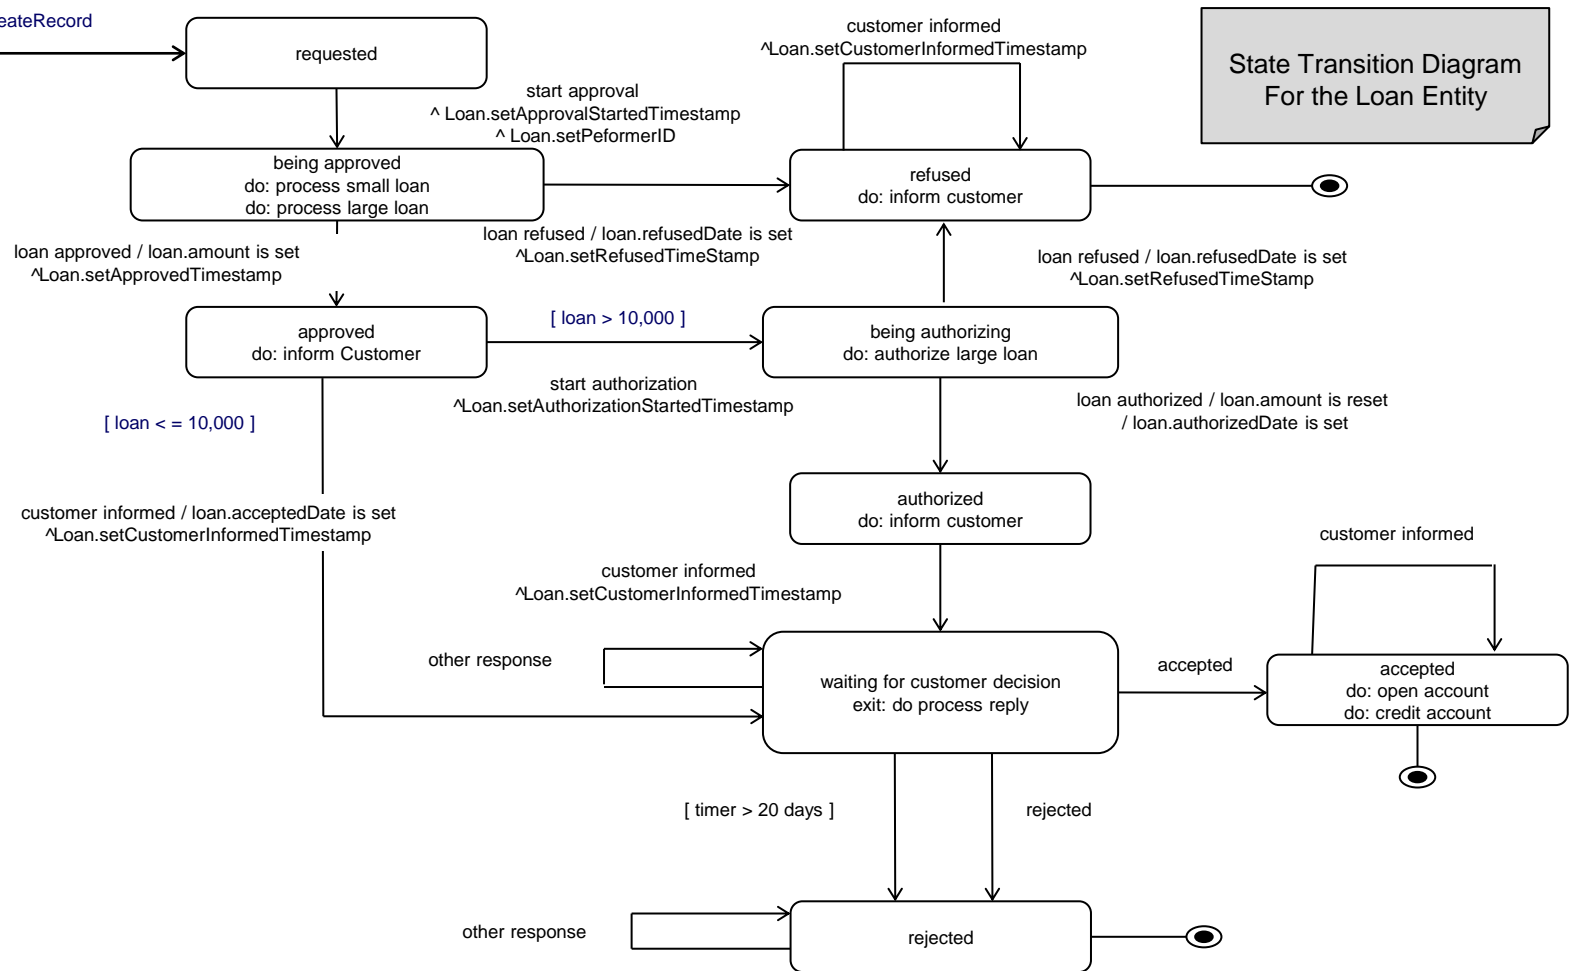 eateRecord
requested
customer informed
^Loan.setCustomerInformedTimestamp
State Transition Diagram
For the Loan Entity
start approval
^ Loan.setApprovalStartedTimestamp
^ Loan.setPeformerID
being approved
do: process small loan
do: process large loan
refused
do: inform customer
loan approved / loan.amount is set
^Loan.setApprovedTimestamp
loan refused / loan.refusedDate is set
^Loan.setRefusedTimeStamp
loan refused / loan.refusedDate is set
^Loan.setRefusedTimeStamp
approved
do: inform Customer
[ loan > 10,000 ]
being authorizing
do: authorize large loan
start authorization
^Loan.setAuthorizationStartedTimestamp
loan authorized / loan.amount is reset
/ loan.authorizedDate is set
[ loan < = 10,000 ]
authorized
do: inform customer
customer informed / loan.acceptedDate is set
^Loan.setCustomerInformedTimestamp
customer informed
customer informed
^Loan.setCustomerInformedTimestamp
other response
waiting for customer decision
exit: do process reply
accepted
accepted
do: open account
do: credit account
[ timer > 20 days ]
rejected
other response
rejected